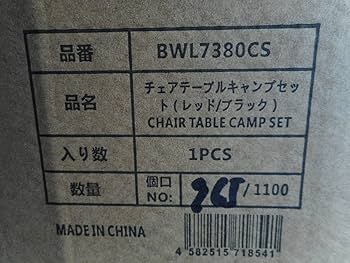 品番 BWL7380CS
品名 チェアテーブルキャンプセッ
ト(レッド/ブラック)
CHAIR TABLE CAMP SET
入り数 1PCS
数量 個口
NO: /1100
MADE IN CHINA
4 582515 718541